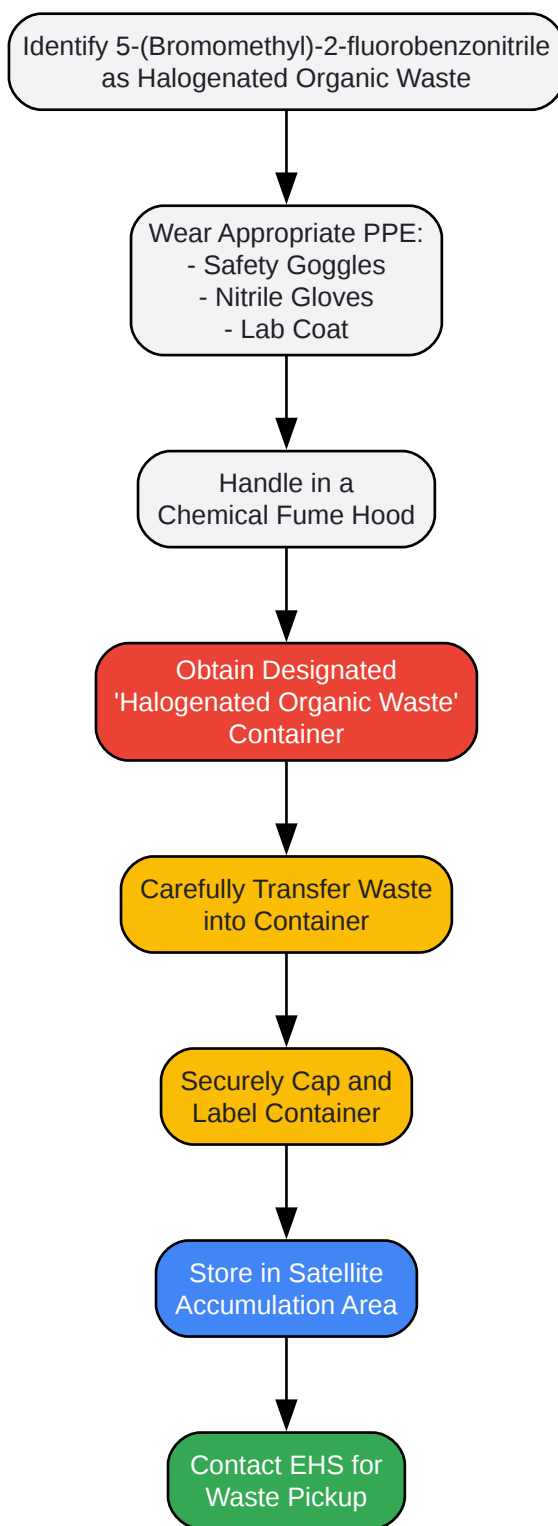 Identify 5-(Bromomethyl)-2-fluorobenzonitrile
as Halogenated Organic Waste
Wear Appropriate PPE:
- Safety Goggles
- Nitrile Gloves
- Lab Coat
Handle in a
Chemical Fume Hood
Obtain Designated
'Halogenated Organic Waste'
Container
Carefully Transfer Waste
into Container
Securely Cap and
Label Container
Store in Satellite
Accumulation Area
Contact EHS for
Waste Pickup